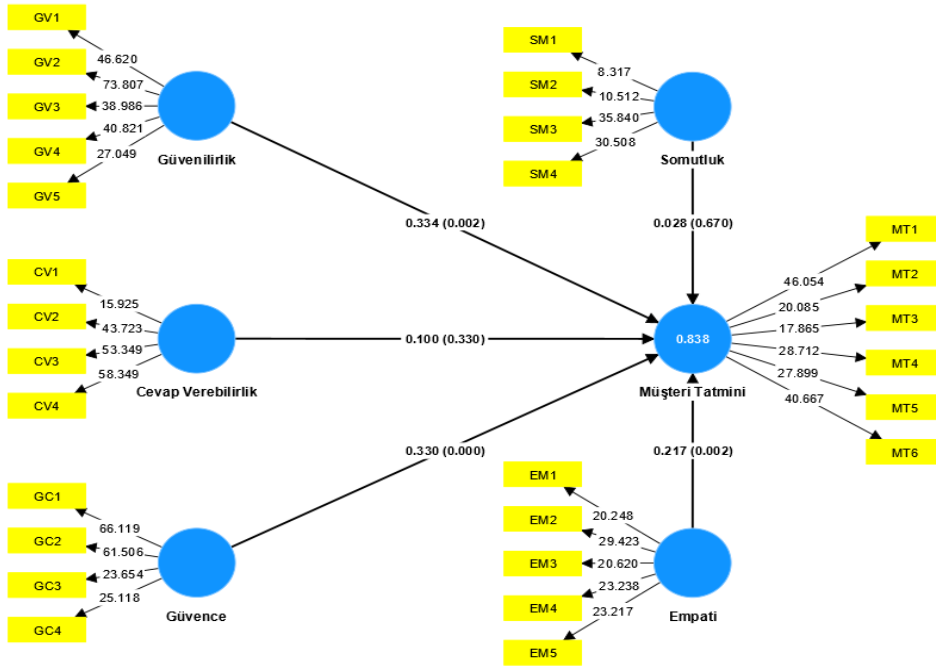 GV1
GV2
GV3
GV4
GV5
46.620
73.807
38.986
40.821
27.049
Güvenilirlik
SM1
SM2
SM3
SM4
8.317
10.512
35.840
30.508
Somutluk
0.334 (0.002)
0.028 (0.670)
CV1
CV2
CV3
CV4
15.925
43.723
53.349
58.349
Cevap Verebilirlik
0.100 (0.330)
0.838
Müşteri Tatmini
46.054
20.085
17.865
28.712
27.899
40.667
MT1
MT2
MT3
MT4
MT5
MT6
0.330 (0.000)
0.217 (0.002)
GC1
GC2
GC3
GC4
66.119
61.506
23.654
25.118
Güvence
EM1
EM2
EM3
EM4
EM5
20.248
29.423
20.620
23.238
23.217
Empati